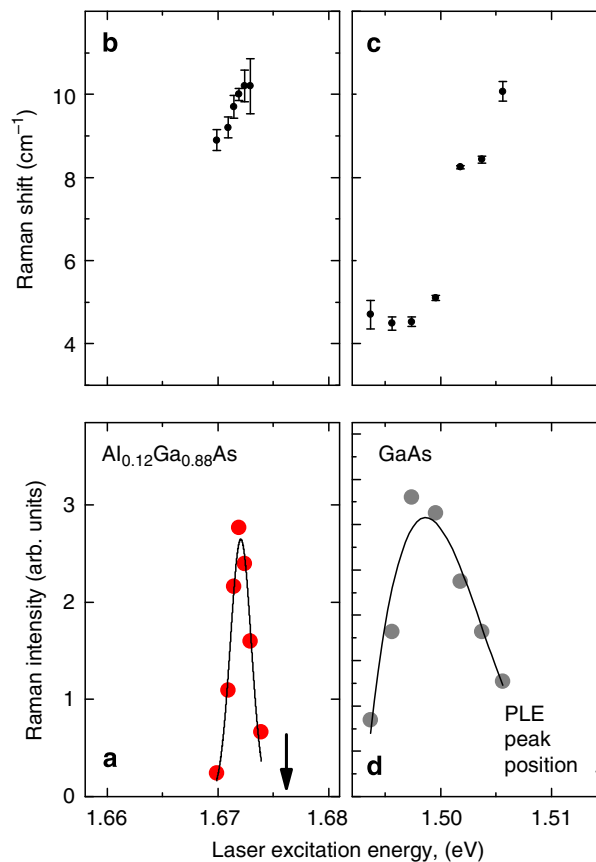 b
c
10
8
6
4
Raman shift (cm⁻¹)
Al₀.₁₂Ga₀.₈₈As
GaAs
3
2
1
0
Raman intensity (arb. units)
a
d
PLE
peak
position
1.66
1.67
1.68
1.50
1.51
Laser excitation energy, (eV)